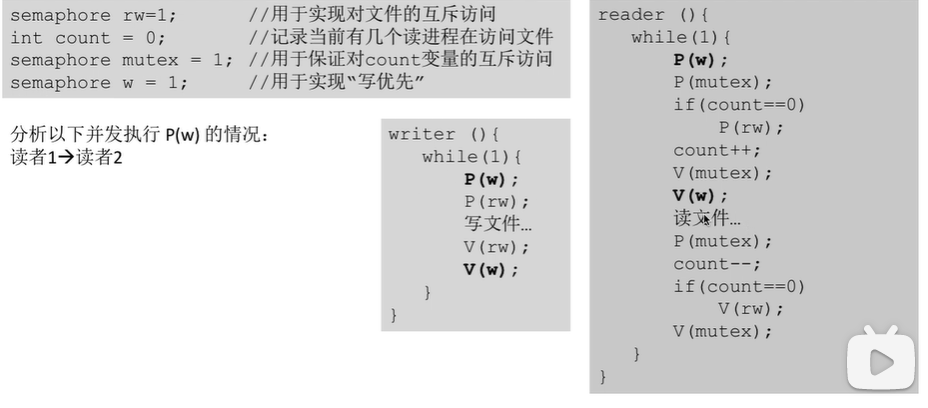 semaphore rw=1; //用于实现对文件的互斥访问
int count = 0; //记录当前有几个读进程在访问文件
semaphore mutex = 1; //用于保证对count变量的互斥访问
semaphore w = 1; //用于实现“写优先”
分析以下并发执行 P(w) 的情况：
读者1→读者2
writer (){
while(1){
P(w);
P(rw);
写文件…
V(rw);
V(w);
}
}
reader (){
while(1){
P(w);
P(mutex);
if(count==0)
P(rw);
count++;
V(mutex);
V(w);
读文件…
P(mutex);
count--;
if(count==0)
V(rw);
V(mutex);
}
}